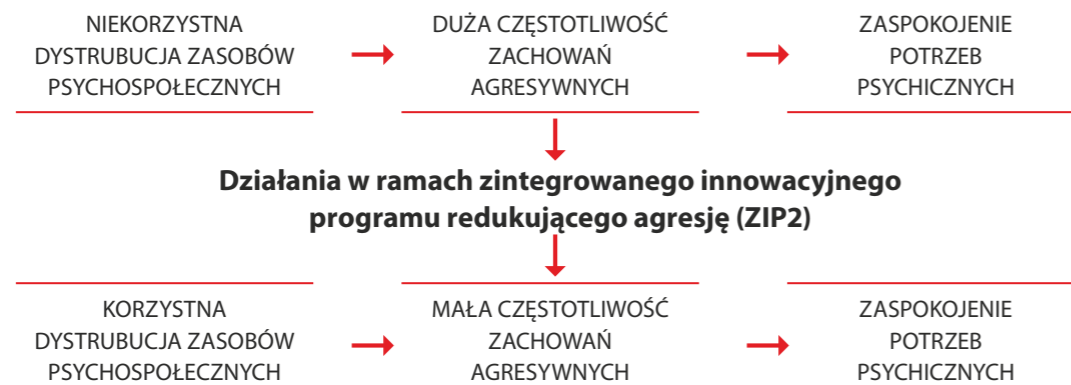 NIEKORZYSTNA
DYSTRUBUCJA ZASOBÓW
PSYCHOSPOŁECZNYCH
DUŻA CZĘSTOTLIWOŚĆ
ZACHOWAŃ
AGRESYWNYCH
ZASPOKOJENIE
POTRZEB
PSYCHICZNYCH
Działania w ramach zintegrowanego innowacyjnego
programu redukującego agresję (ZIP2)
KORZYSTNA
DYSTRUBUCJA ZASOBÓW
PSYCHOSPOŁECZNYCH
MAŁA CZĘSTOTLIWOŚĆ
ZACHOWAŃ
AGRESYWNYCH
ZASPOKOJENIE
POTRZEB
PSYCHICZNYCH